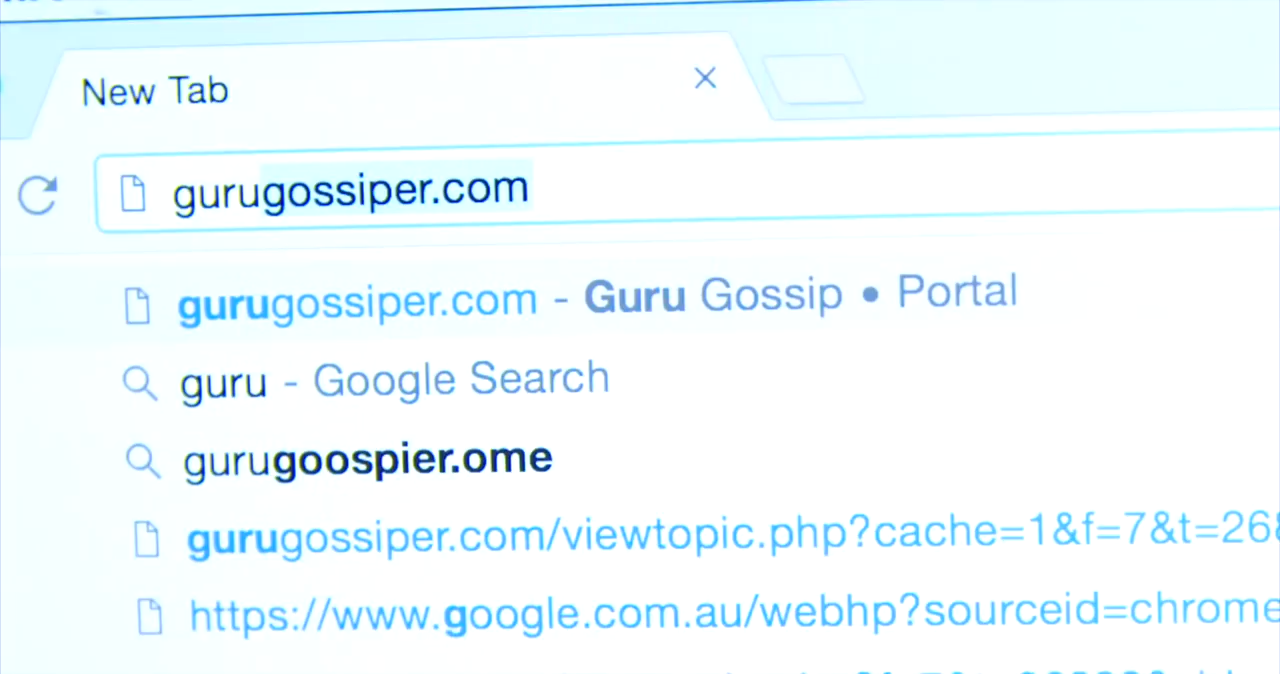 New Tab
gurugossiper.com
gurugossiper.com - Guru Gossip • Portal
guru - Google Search
gurugoospier.ome
gurugossiper.com/viewtopic.php?cache=1&f=7&t=26
https://www.google.com.au/webhp?sourceid=chrome